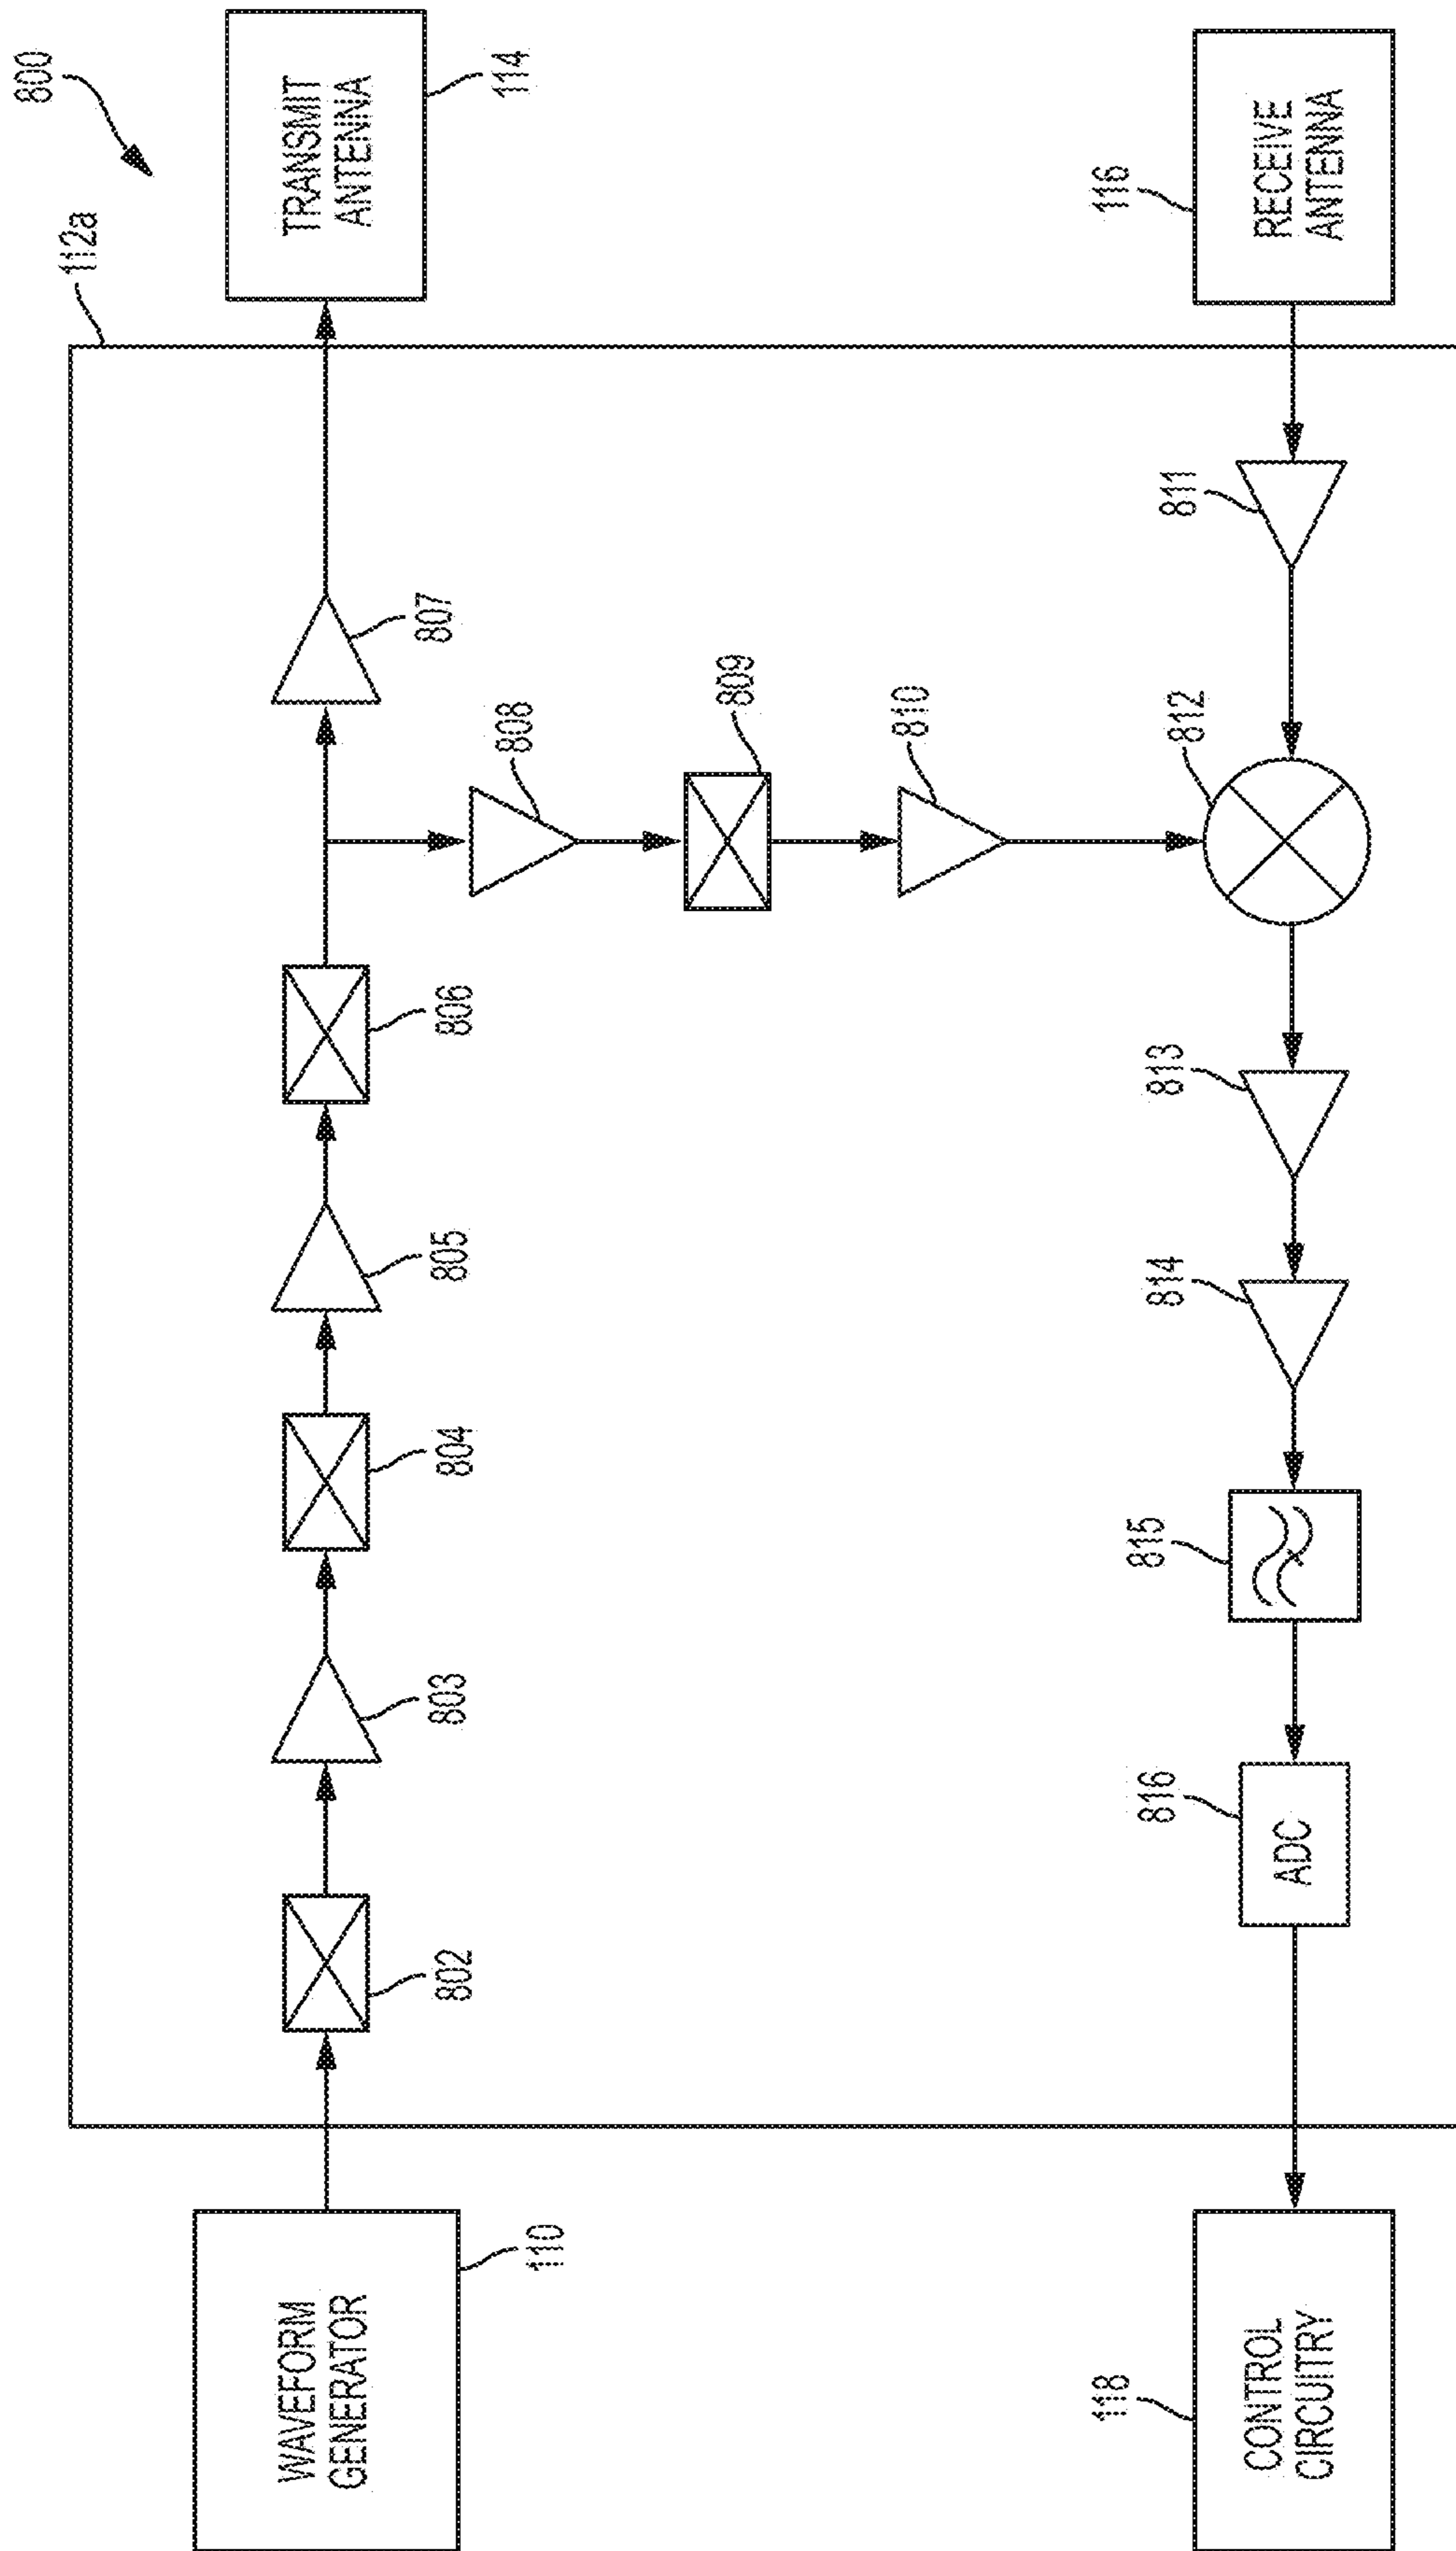 800
112a
WAVEFORM
GENERATOR
110
802
803
804
805
806
807
TRANSMIT
ANTENNA
114
808
809
810
CONTROL
CIRCUITRY
118
ADC
816
815
814
813
812
811
RECEIVE
ANTENNA
116